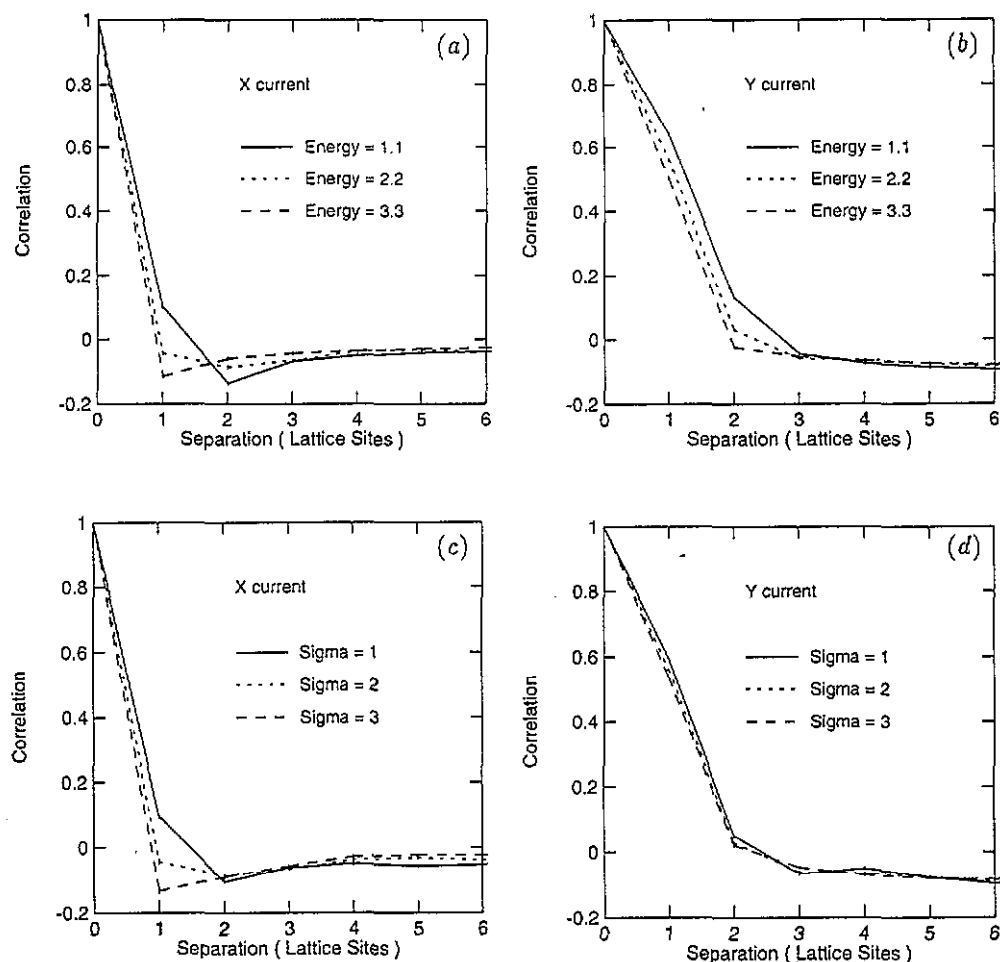 (a)
X current
Energy = 1.1
Energy = 2.2
Energy = 3.3
Correlation
1
0.8
0.6
0.4
0.2
0
-0.2
0 1 2 3 4 5 6
Separation ( Lattice Sites )
(b)
Y current
Energy = 1.1
Energy = 2.2
Energy = 3.3
Correlation
1
0.8
0.6
0.4
0.2
0
-0.2
0 1 2 3 4 5 6
Separation ( Lattice Sites )
(c)
X current
Sigma = 1
Sigma = 2
Sigma = 3
Correlation
1
0.8
0.6
0.4
0.2
0
-0.2
0 1 2 3 4 5 6
Separation ( Lattice Sites )
(d)
Y current
Sigma = 1
Sigma = 2
Sigma = 3
Correlation
1
0.8
0.6
0.4
0.2
0
-0.2
0 1 2 3 4 5 6
Separation ( Lattice Sites )